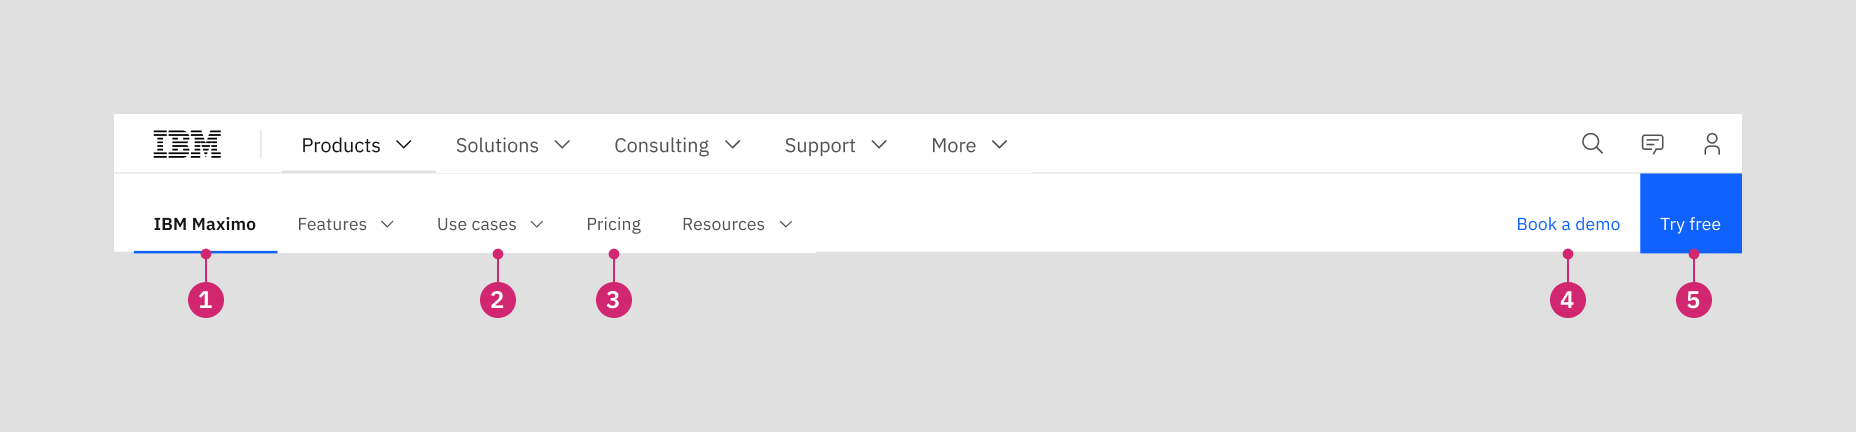 IBM Products Solutions Consulting Support More
IBM Maximo Features Use cases Pricing Resources Book a demo Try free
1 2 3 4 5